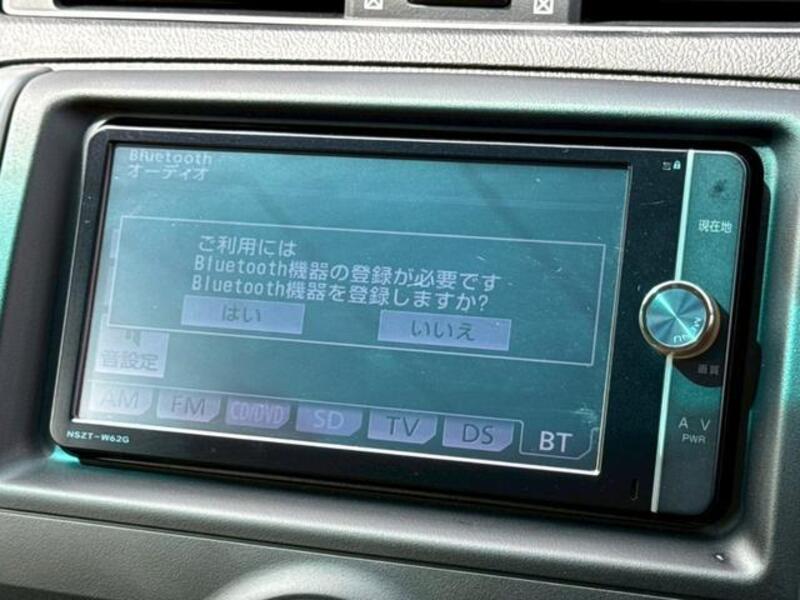 Bluetooth
オーディオ
ご利用には
Bluetooth機器の登録が必要です
Bluetooth機器を登録しますか?
はい
いいえ
音設定
AM
FM
CD/DVD
SD
TV
DS
BT
NSZT-W62G
現在地
画質
A V
PWR